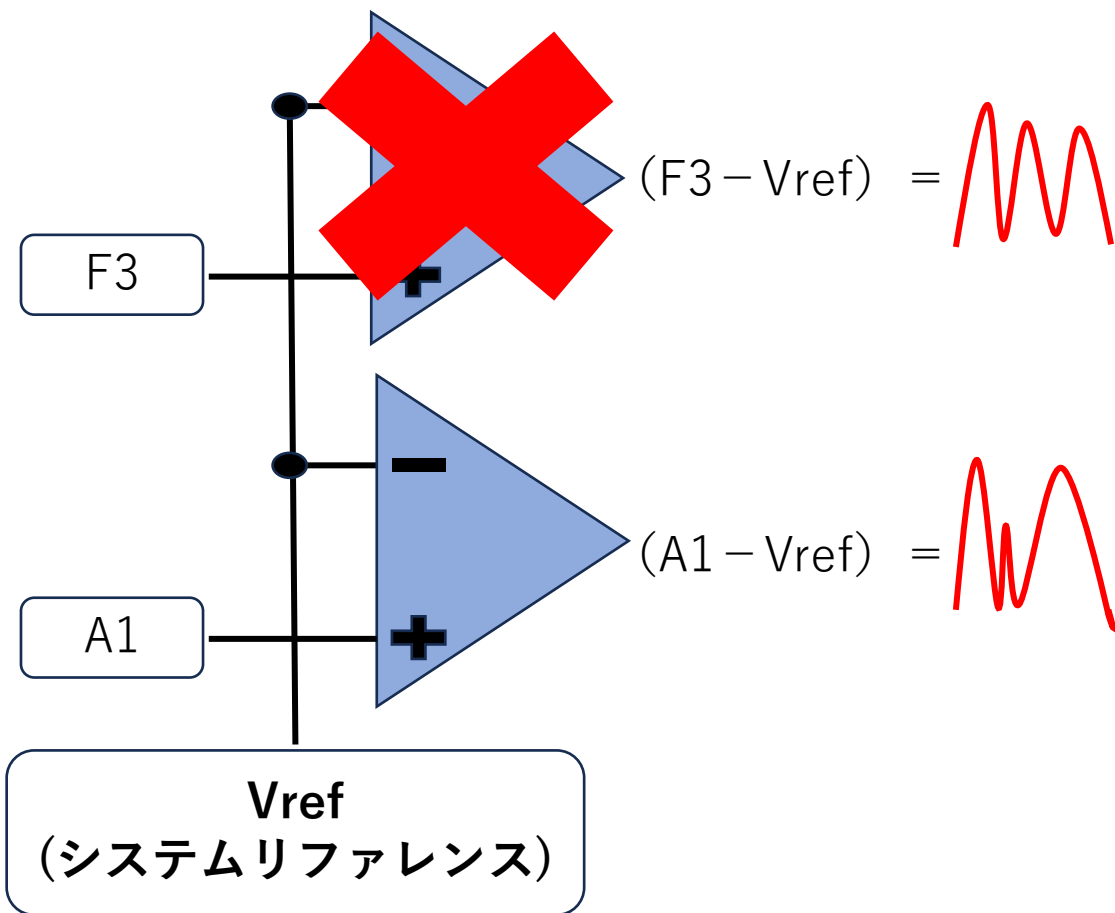 (F3－Vref) ＝
F3
＋
－
(A1－Vref) ＝
A1
＋
Vref
(システムリファレンス)